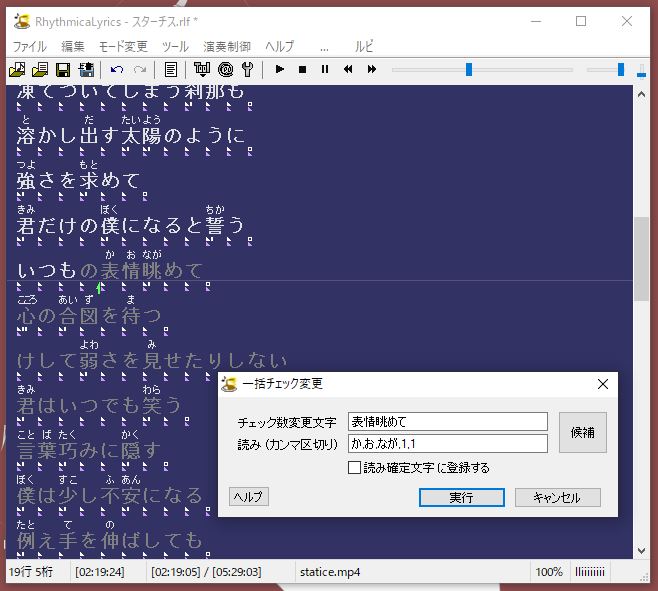 RhythmicaLyrics - スターチス.rlf *
ファイル 編集 モード変更 ツール 演奏制御 ヘルプ ... ルビ
凍てついてしまう刹那も
と だ たいよう
溶かし出す太陽のように
つよ もと
強さを求めて
きみ ぼく ちか
君だけの僕になると誓う
か お なが
いつもの表情眺めて
こころ あい ず ま
心の合図を待つ
よわ み
けして弱さを見せたりしない
きみ わら
君はいつでも笑う
こと ば たく かく
言葉巧みに隠す
ぼく すこ ふ あん
僕は少し不安になる
たと て の
例え手を伸ばしても
一括チェック変更
チェック数変更文字 表情眺めて
読み (カンマ区切り) か,お,なが,1,1
候補
読み確定文字に登録する
ヘルプ 実行 キャンセル
19行 5桁 [02:19:24] [02:19:05] / [05:29:03] statice.mp4 100% lliiiiiiii